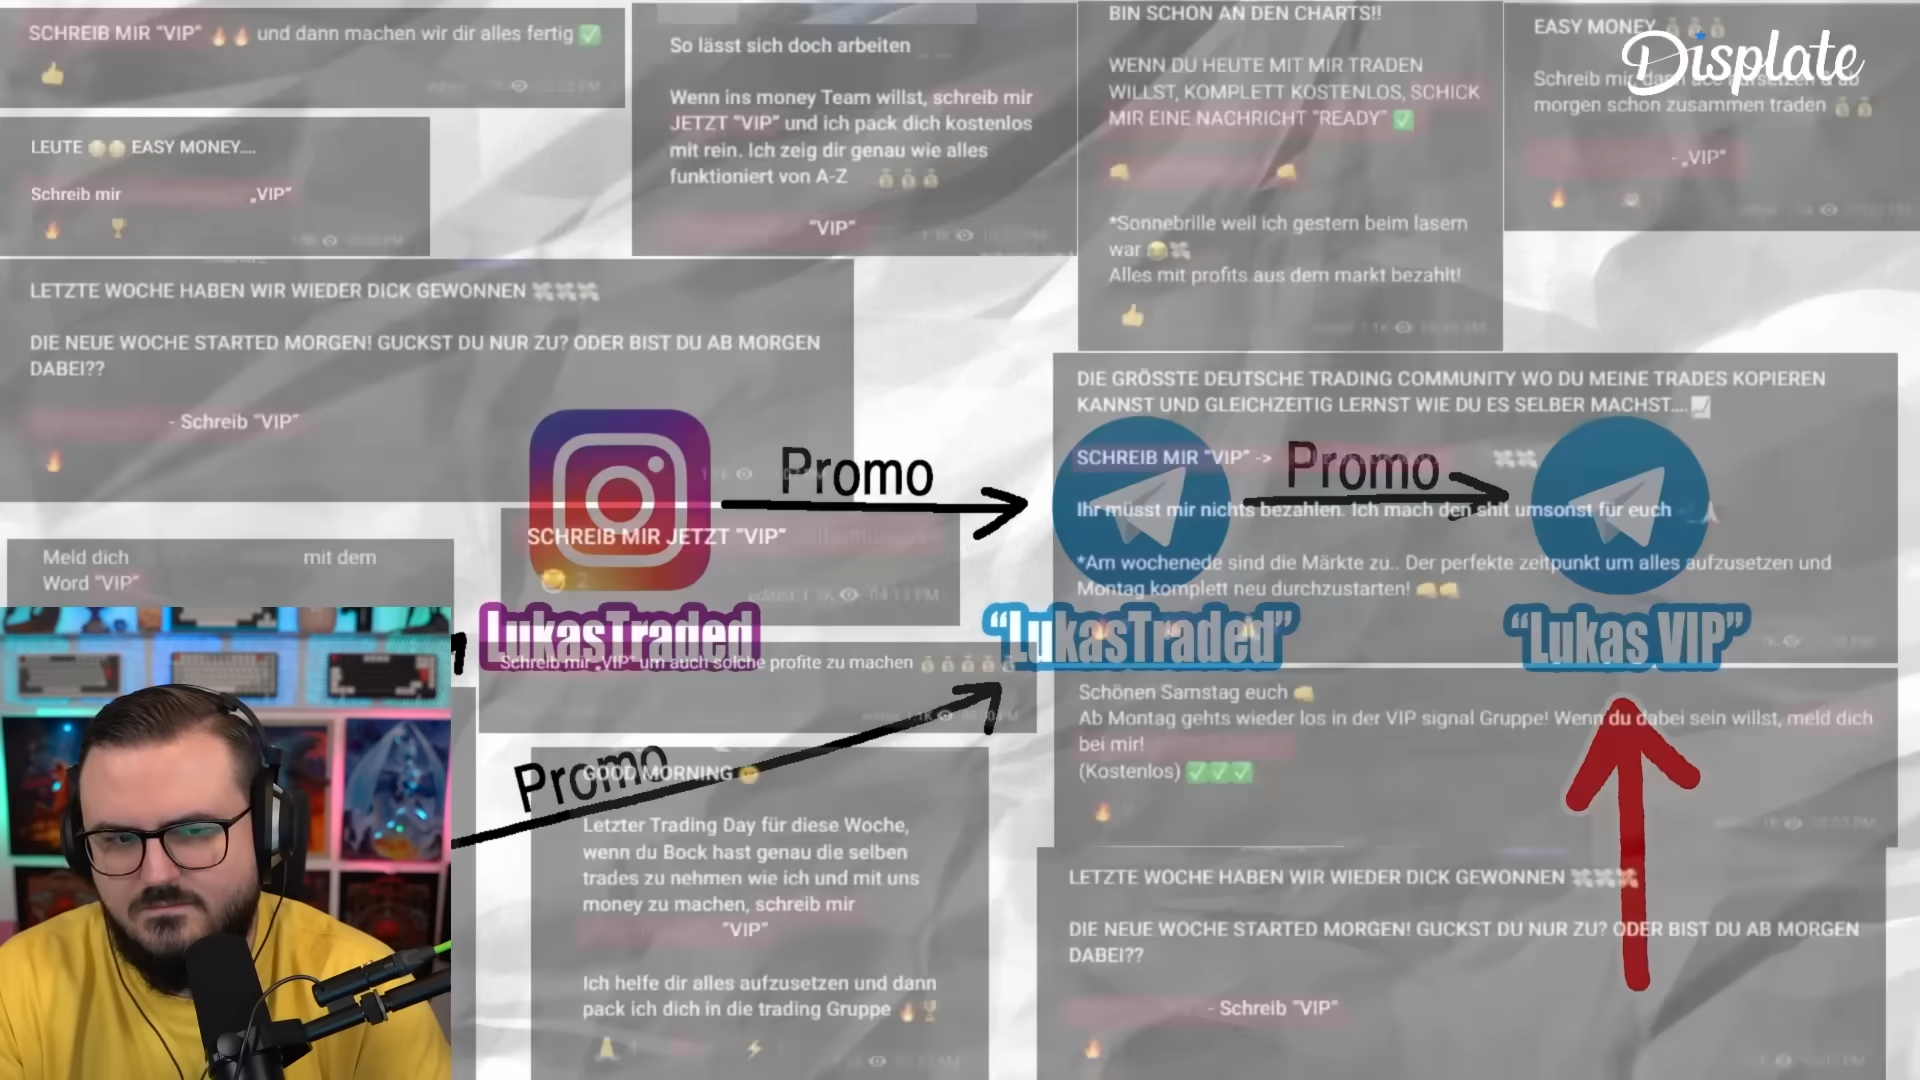 SCHREIB MIR "VIP" 🔥🔥 und dann machen wir dir alles fertig ✅
LEUTE EASY MONEY....
Schreib mir „VIP"
So lässt sich doch arbeiten
Wenn ins money Team willst, schreib mir
JETZT "VIP" und ich pack dich kostenlos
mit rein. Ich zeig dir genau wie alles
funktioniert von A-Z 💰💰💰
"VIP"
BIN SCHON AN DEN CHARTS!!
WENN DU HEUTE MIT MIR TRADEN
WILLST, KOMPLETT KOSTENLOS, SCHICK
MIR EINE NACHRICHT "READY" ✅
*Sonnebrille weil ich gestern beim lasern
war
Alles mit profits aus dem markt bezahlt!
EASY MONEY 💰💰💰
Displate
Schreib mir, dann aufsetzen & ab
morgen schon zusammen traden 💰💰
- „VIP"
LETZTE WOCHE HABEN WIR WIEDER DICK GEWONNEN
DIE NEUE WOCHE STARTED MORGEN! GUCKST DU NUR ZU? ODER BIST DU AB MORGEN
DABEI??
- Schreib "VIP"
DIE GRÖSSTE DEUTSCHE TRADING COMMUNITY WO DU MEINE TRADES KOPIEREN
KANNST UND GLEICHZEITIG LERNST WIE DU ES SELBER MACHST....
SCHREIB MIR "VIP" ->
Ihr müsst mir nichts bezahlen. Ich mach den shit umsonst für euch
*Am wochenede sind die Märkte zu.. Der perfekte zeitpunkt um alles aufzusetzen und
Montag komplett neu durchzustarten!
Promo
Promo
SCHREIB MIR JETZT "VIP"
2
04:13 PM
Meld dich mit dem
Word "VIP"
LukasTraded
"LukasTraded"
"Lukas VIP"
Schreib mir „VIP" um auch solche profite zu machen 💰💰💰💰💰
Schönen Samstag euch
Ab Montag gehts wieder los in der VIP signal Gruppe! Wenn du dabei sein willst, meld dich
bei mir!
(Kostenlos) ✅✅✅
Promo
GOOD MORNING
Letzter Trading Day für diese Woche,
wenn du Bock hast genau die selben
trades zu nehmen wie ich und mit uns
money zu machen, schreib mir
"VIP"
Ich helfe dir alles aufzusetzen und dann
pack ich dich in die trading Gruppe 🔥🏆
LETZTE WOCHE HABEN WIR WIEDER DICK GEWONNEN
DIE NEUE WOCHE STARTED MORGEN! GUCKST DU NUR ZU? ODER BIST DU AB MORGEN
DABEI??
- Schreib "VIP"